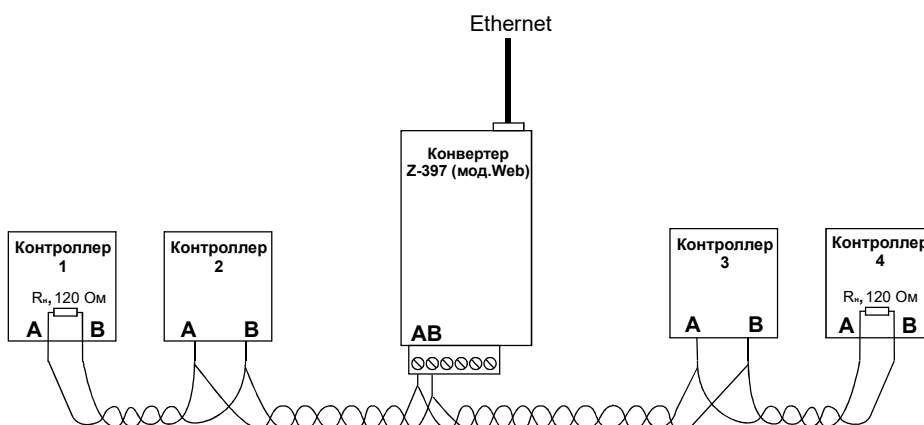 Ethernet
Конвертер
Z-397 (мод.Web)
AB
Контроллер
1
Rн, 120 Ом
A B
Контроллер
2
A B
Контроллер
3
A B
Контроллер
4
Rн, 120 Ом
A B